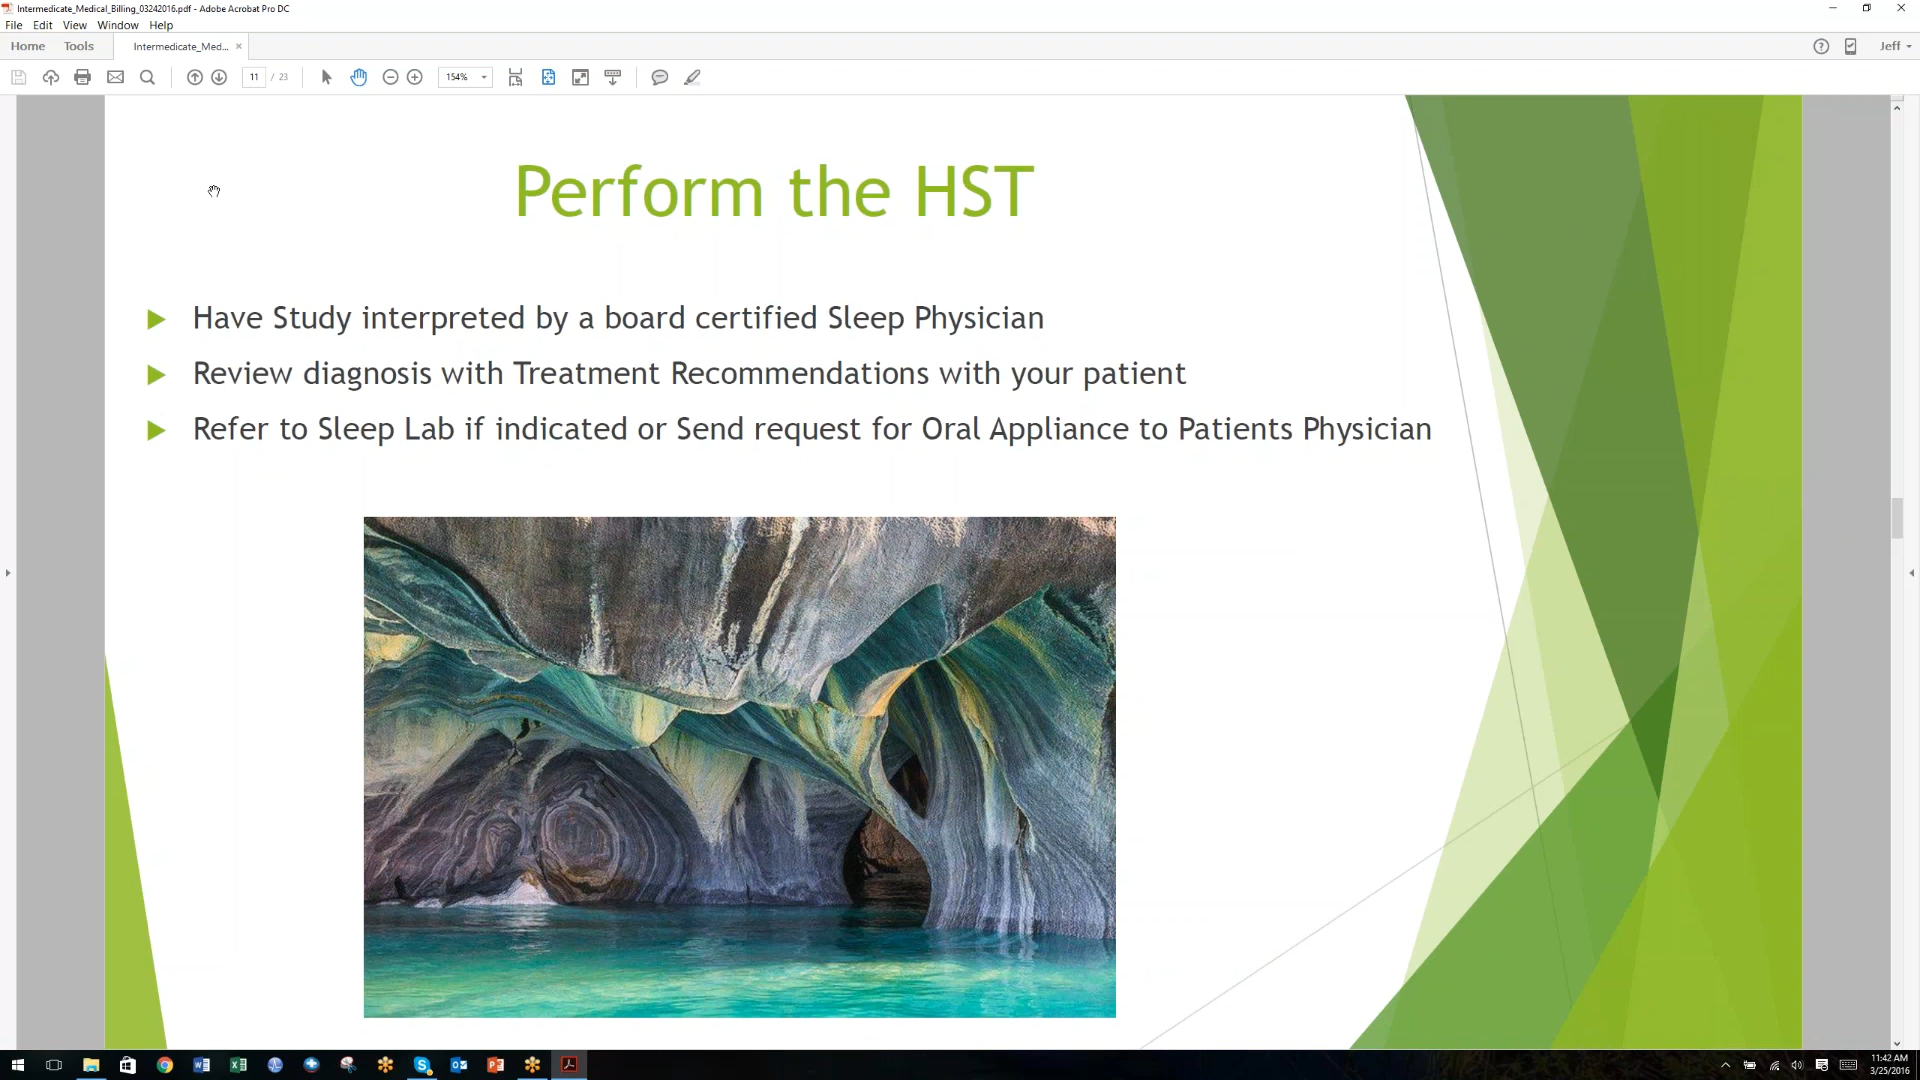 Intermedicate_Medical_Billing_03242016.pdf - Adobe Acrobat Pro DC
File Edit View Window Help
Home Tools Intermedicate_Med... × Jeff
11 / 23 154%
Perform the HST
Have Study interpreted by a board certified Sleep Physician
Review diagnosis with Treatment Recommendations with your patient
Refer to Sleep Lab if indicated or Send request for Oral Appliance to Patients Physician
11:42 AM
3/25/2016